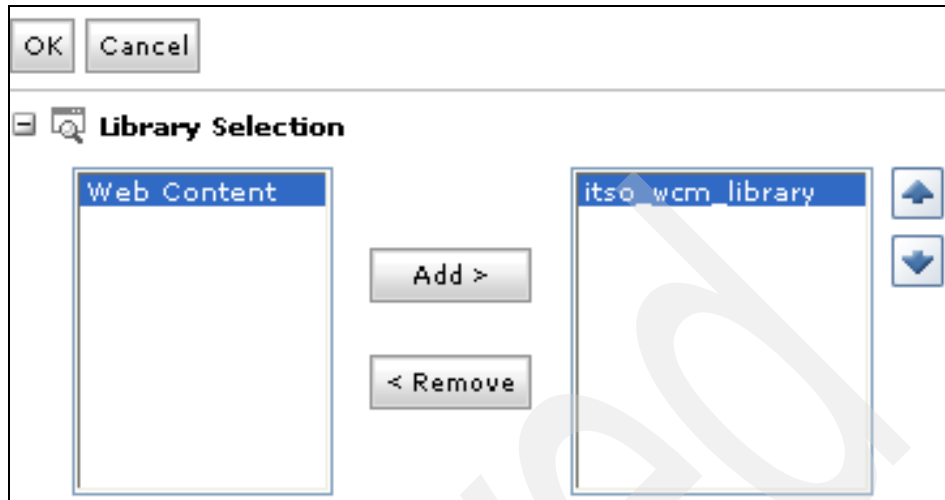 OK Cancel
Library Selection
Web Content
itso_wcm_library
Add >
< Remove